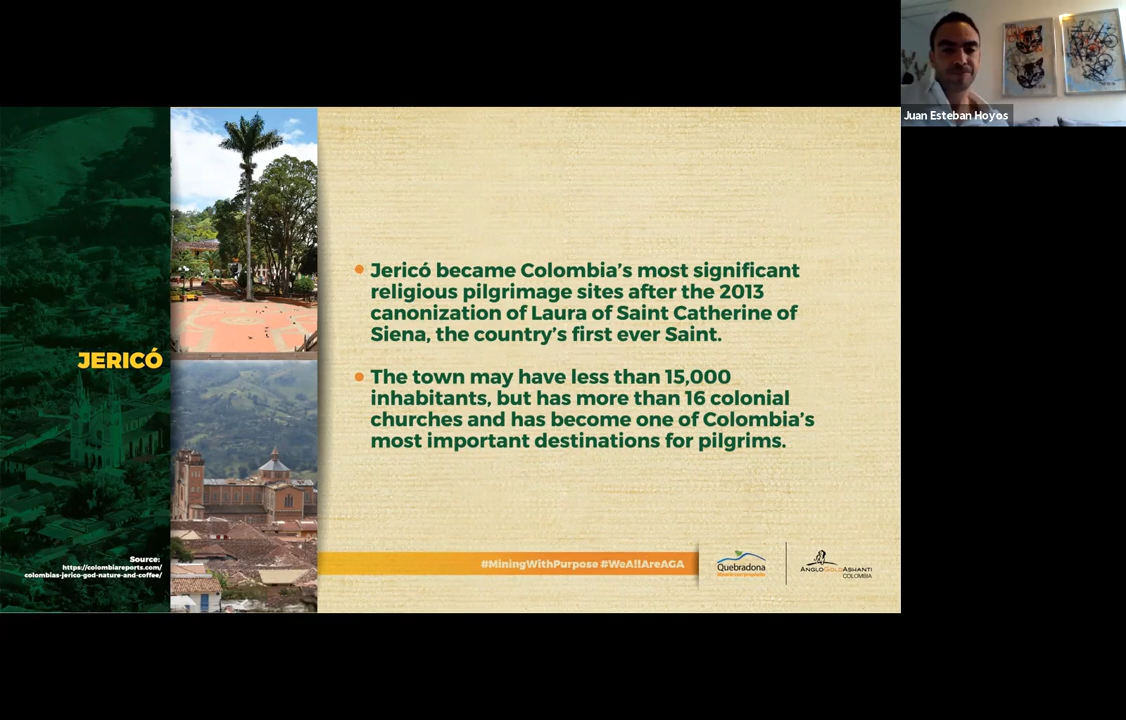 Juan Esteban Hoyos
JERICÓ
Source:
https://colombiareports.com/
colombias-jerico-god-nature-and-coffee/
Jericó became Colombia's most significant
religious pilgrimage sites after the 2013
canonization of Laura of Saint Catherine of
Siena, the country's first ever Saint.
The town may have less than 15,000
inhabitants, but has more than 16 colonial
churches and has become one of Colombia's
most important destinations for pilgrims.
#MiningWithPurpose #WeAllAreAGA
Quebradona
Minería con propósito
ANGLOGOLDASHANTI
COLOMBIA